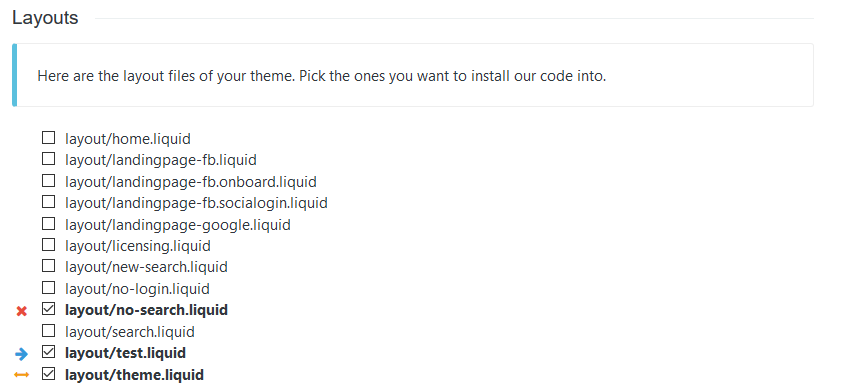 Layouts
Here are the layout files of your theme. Pick the ones you want to install our code into.
layout/home.liquid
layout/landingpage-fb.liquid
layout/landingpage-fb.onboard.liquid
layout/landingpage-fb.socialogin.liquid
layout/landingpage-google.liquid
layout/licensing.liquid
layout/new-search.liquid
layout/no-login.liquid
layout/no-search.liquid
layout/search.liquid
layout/test.liquid
layout/theme.liquid